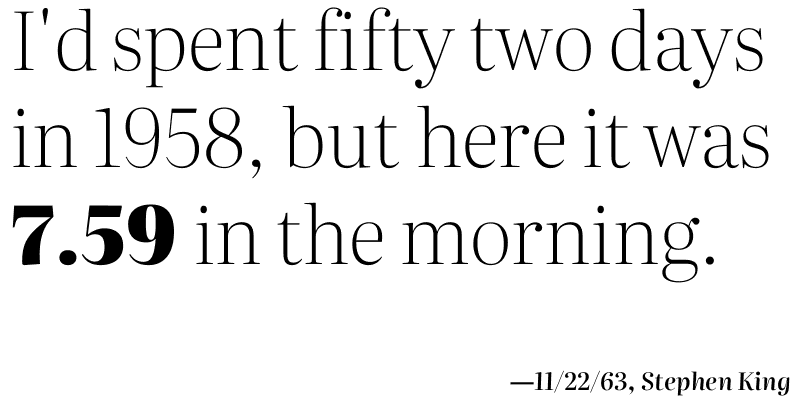 I'd spent fifty two days
in 1958, but here it was
7.59 in the morning.
—11/22/63, Stephen King